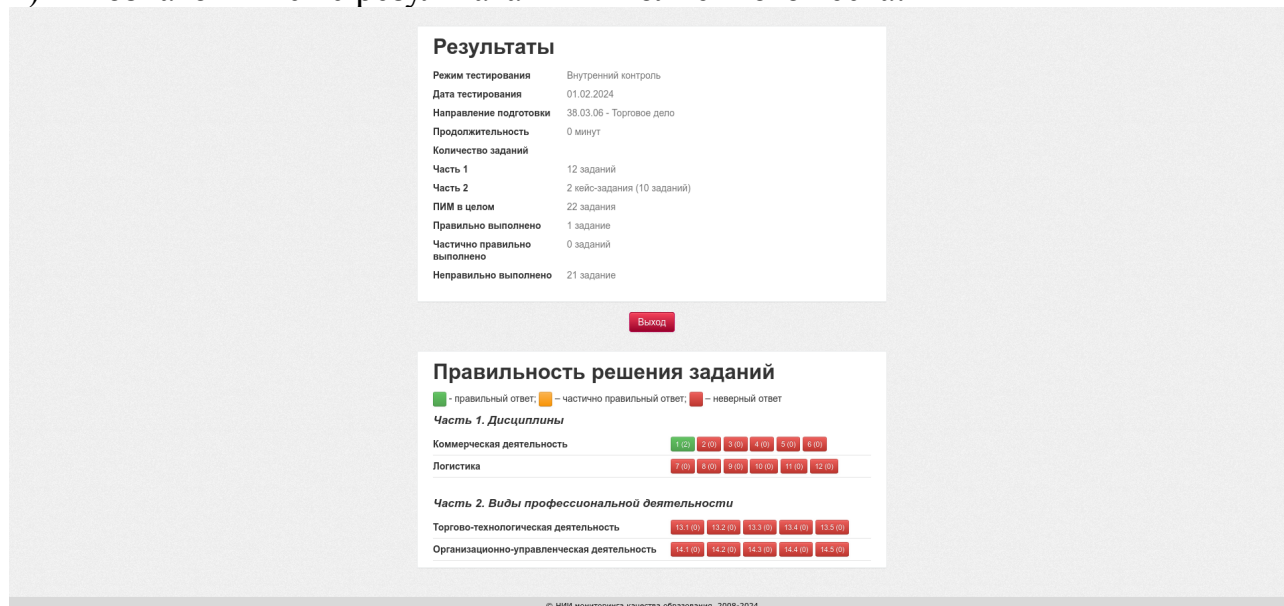 Результаты
Режим тестирования Внутренний контроль
Дата тестирования 01.02.2024
Направление подготовки 38.03.06 - Торговое дело
Продолжительность 0 минут
Количество заданий
Часть 1 12 заданий
Часть 2 2 кейс-задания (10 заданий)
ПИМ в целом 22 задания
Правильно выполнено 1 задание
Частично правильно 0 заданий
выполнено
Неправильно выполнено 21 задание
Выход
Правильность решения заданий
- правильный ответ; – частично правильный ответ; – неверный ответ
Часть 1. Дисциплины
Коммерческая деятельность 1 (2) 2 (0) 3 (0) 4 (0) 5 (0) 6 (0)
Логистика 7 (0) 8 (0) 9 (0) 10 (0) 11 (0) 12 (0)
Часть 2. Виды профессиональной деятельности
Торгово-технологическая деятельность 13.1 (0) 13.2 (0) 13.3 (0) 13.4 (0) 13.5 (0)
Организационно-управленческая деятельность 14.1 (0) 14.2 (0) 14.3 (0) 14.4 (0) 14.5 (0)
© НИИ мониторинга качества образования, 2008-2024